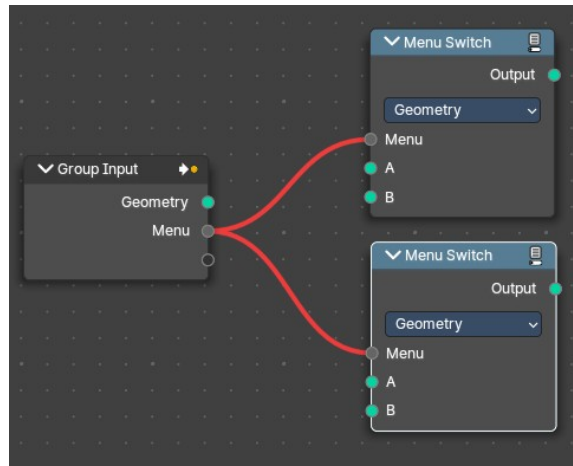 Menu Switch
Output
Geometry
Menu
A
B
Group Input
Geometry
Menu
Menu Switch
Output
Geometry
Menu
A
B